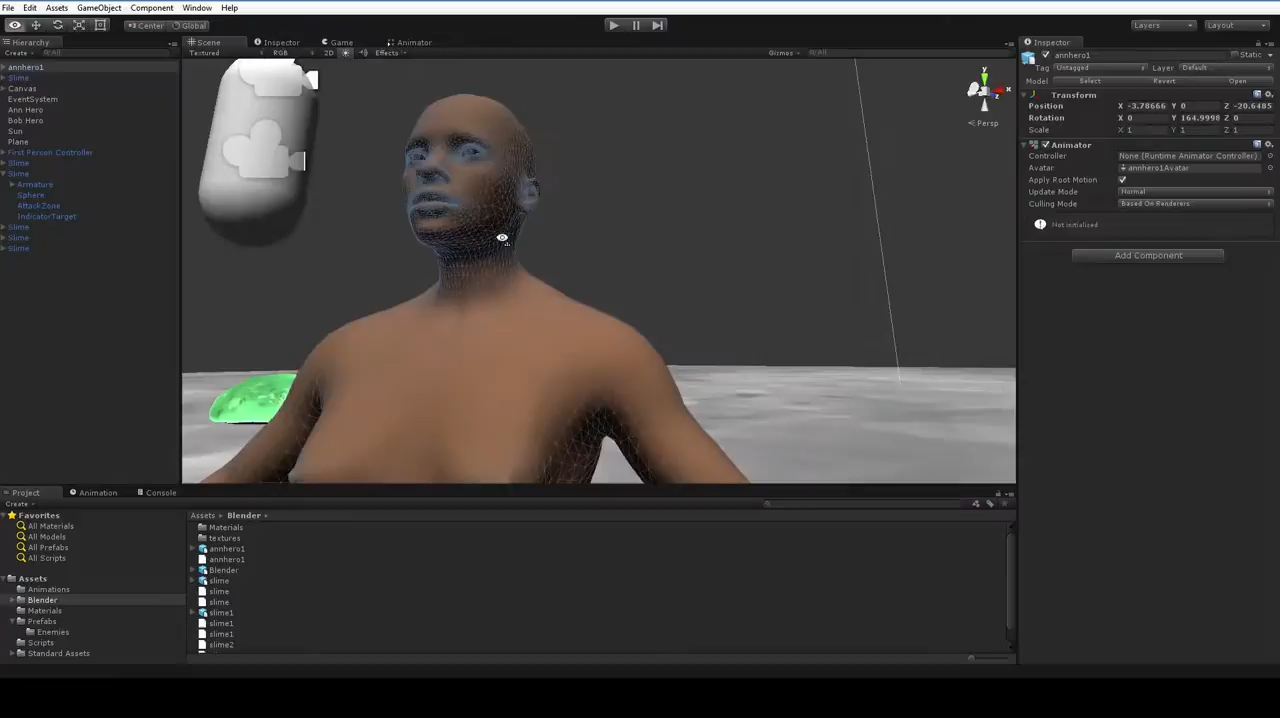 File Edit Assets GameObject Component Window Help
Center Global Layers Layout
Hierarchy Scene Inspector Game Animator Inspector
Create All Textured RGB 2D Effects Gizmos All
annhero1 Static
Tag Untagged Layer Default
Model Select Revert Open
Transform
Position X -3.78666 Y 0 Z -20.6485
Rotation X 0 Y 164.9998 Z 0
Scale X 1 Y 1 Z 1
Animator
Controller None (Runtime Animator Controller)
Avatar annhero1Avatar
Apply Root Motion
Update Mode Normal
Culling Mode Based On Renderers
Not initialised
Add Component
annhero1
Slime
Canvas
EventSystem
Ann Hero
Bob Hero
Sun
Plane
First Person Controller
Slime
Slime
Armature
Sphere
AttackZone
IndicatorTarget
Slime
Slime
Slime
y
x
z
Persp
Project Animation Console
Create
Favorites
All Materials
All Models
All Prefabs
All Scripts
Assets
Animations
Blender
Materials
Prefabs
Enemies
Scripts
Standard Assets
Assets Blender
Materials
textures
annhero1
annhero1
Blender
slime
slime
slime
slime1
slime1
slime1
slime2